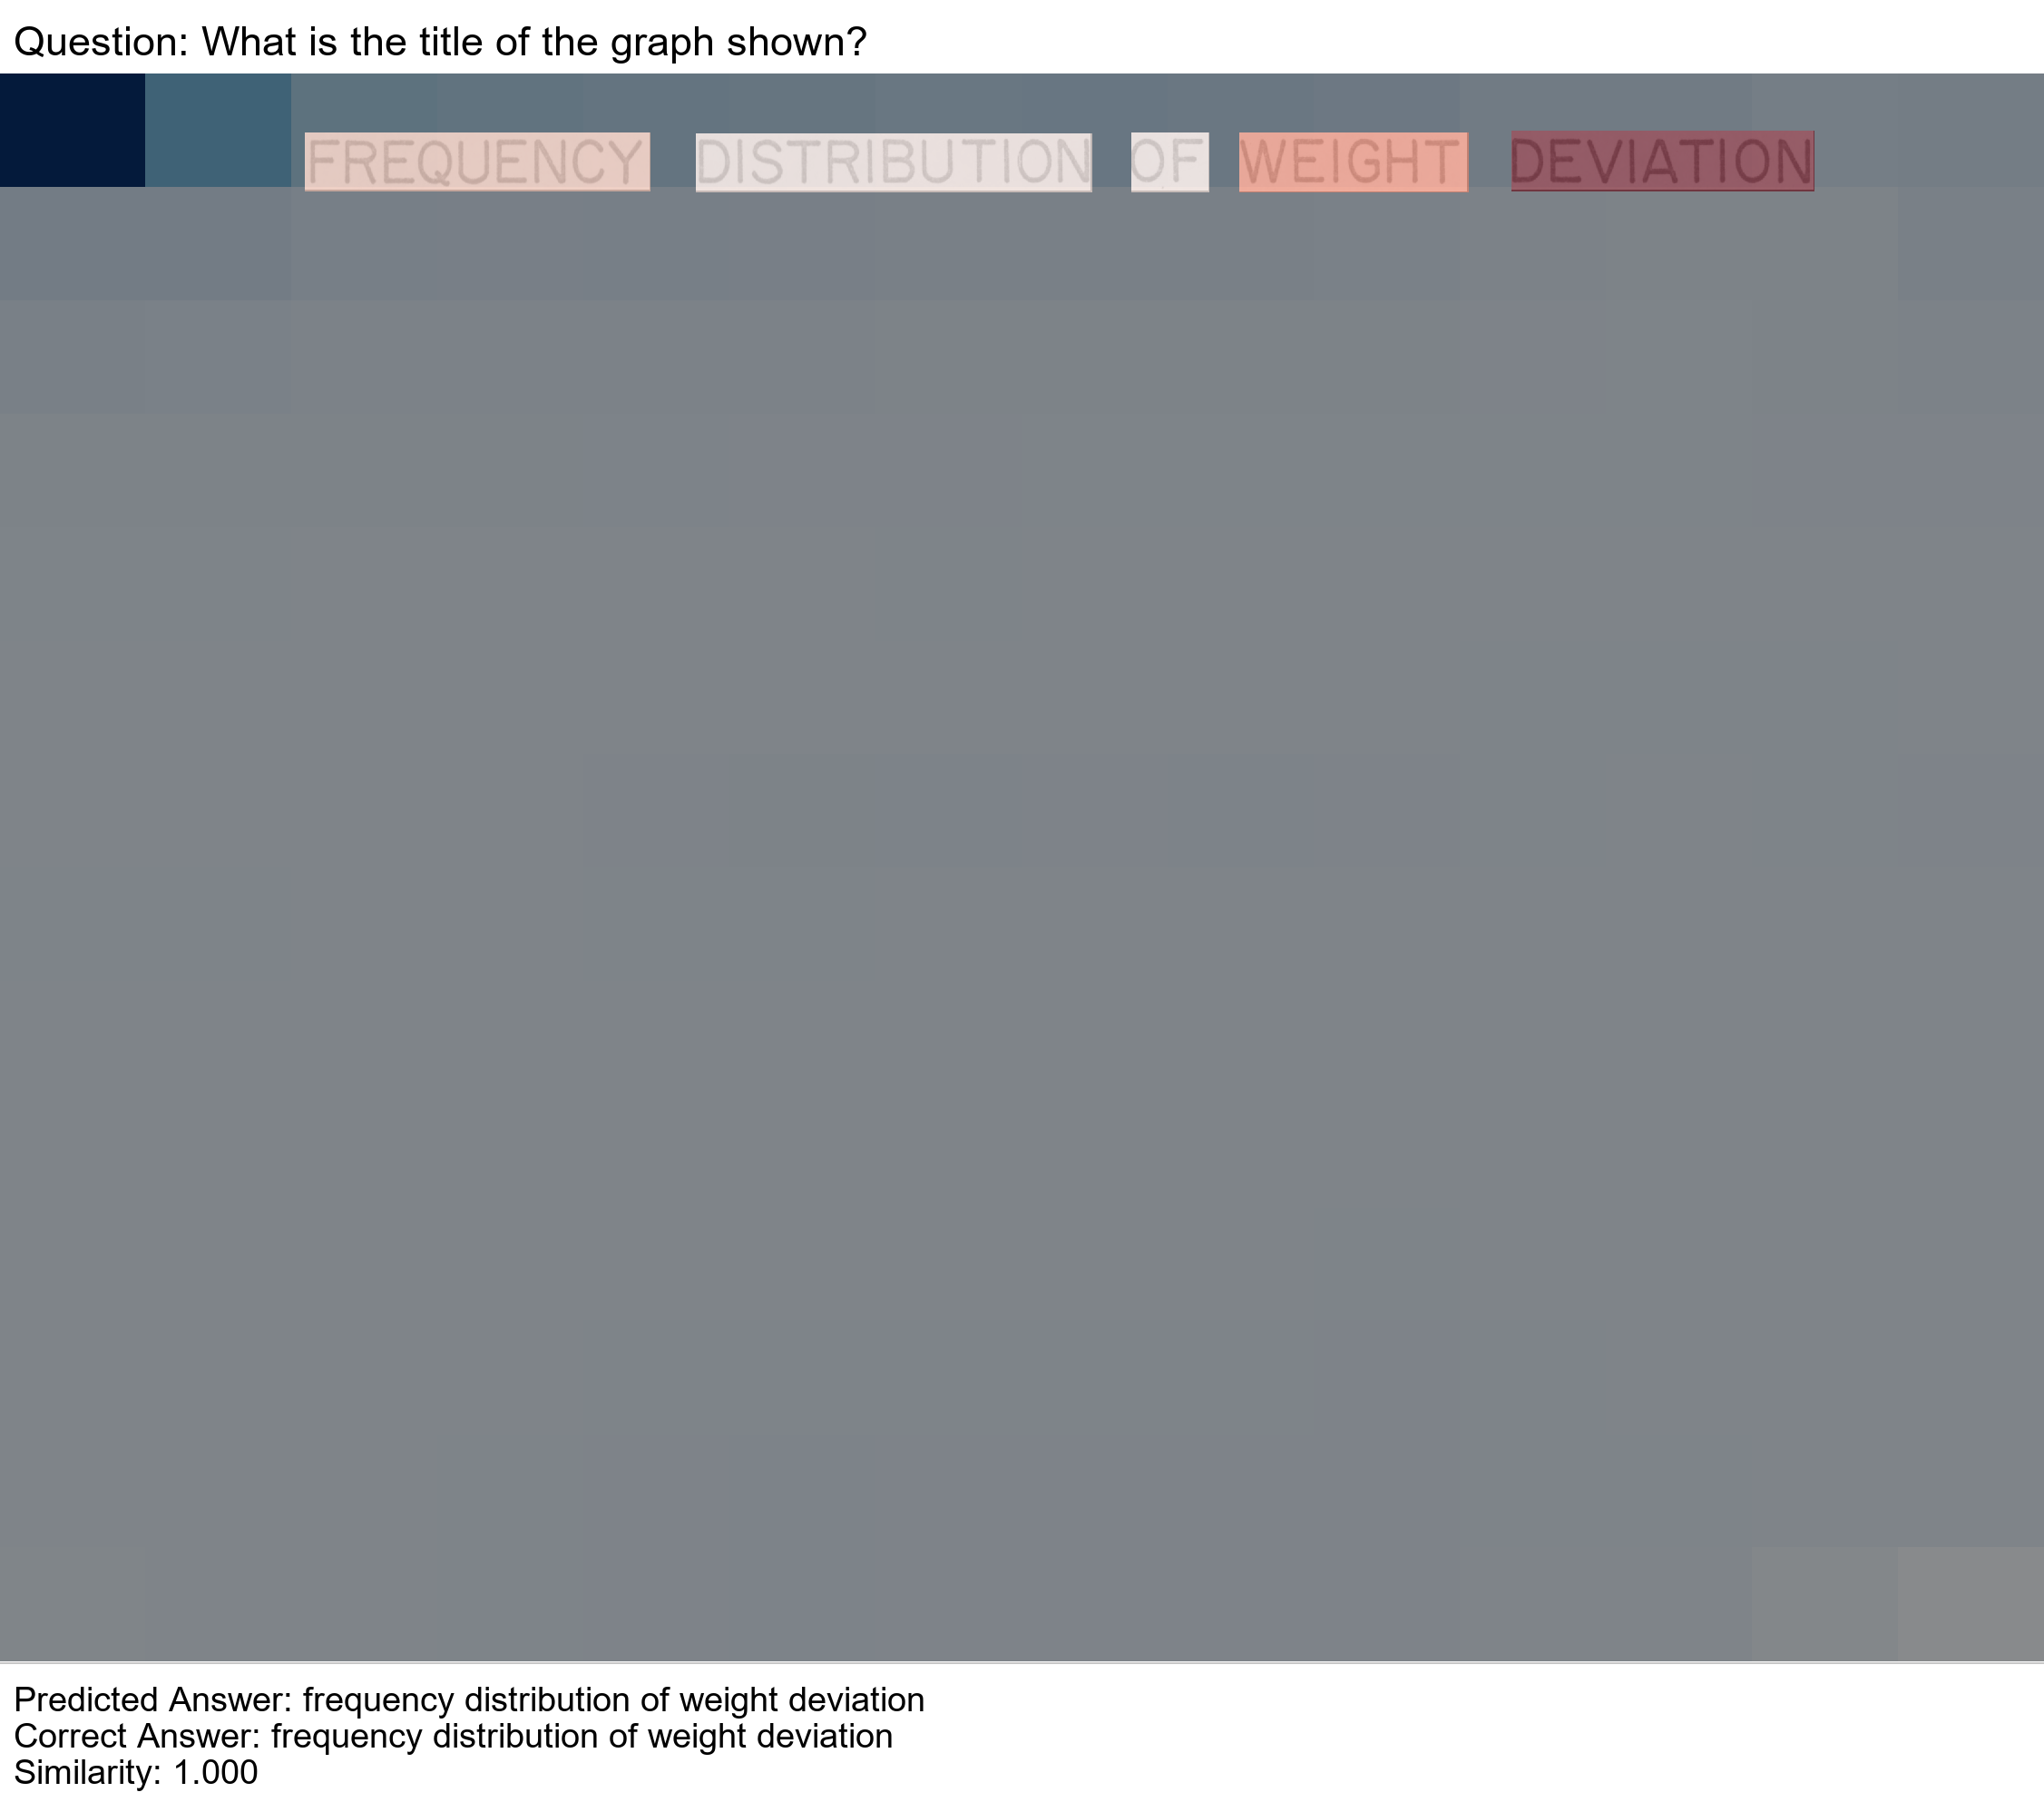 Question: What is the title of the graph shown?
FREQUENCY DISTRIBUTION OF WEIGHT DEVIATION
Predicted Answer: frequency distribution of weight deviation
Correct Answer: frequency distribution of weight deviation
Similarity: 1.000